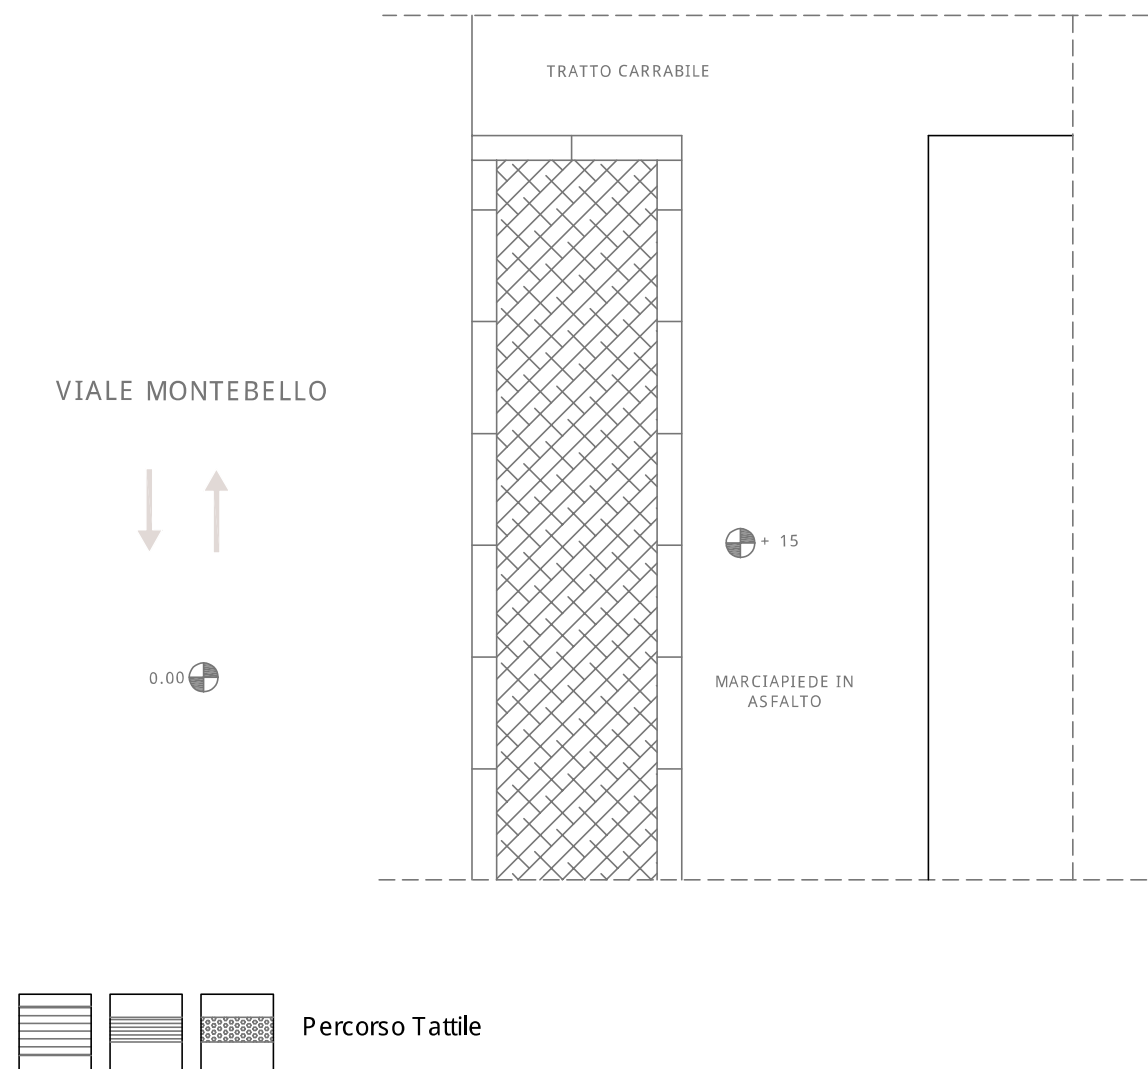 TRATTO CARRABILE
VIALE MONTEBELLO
+ 15
0.00
MARCIAPIEDE IN
ASFALTO
Percorso Tattile